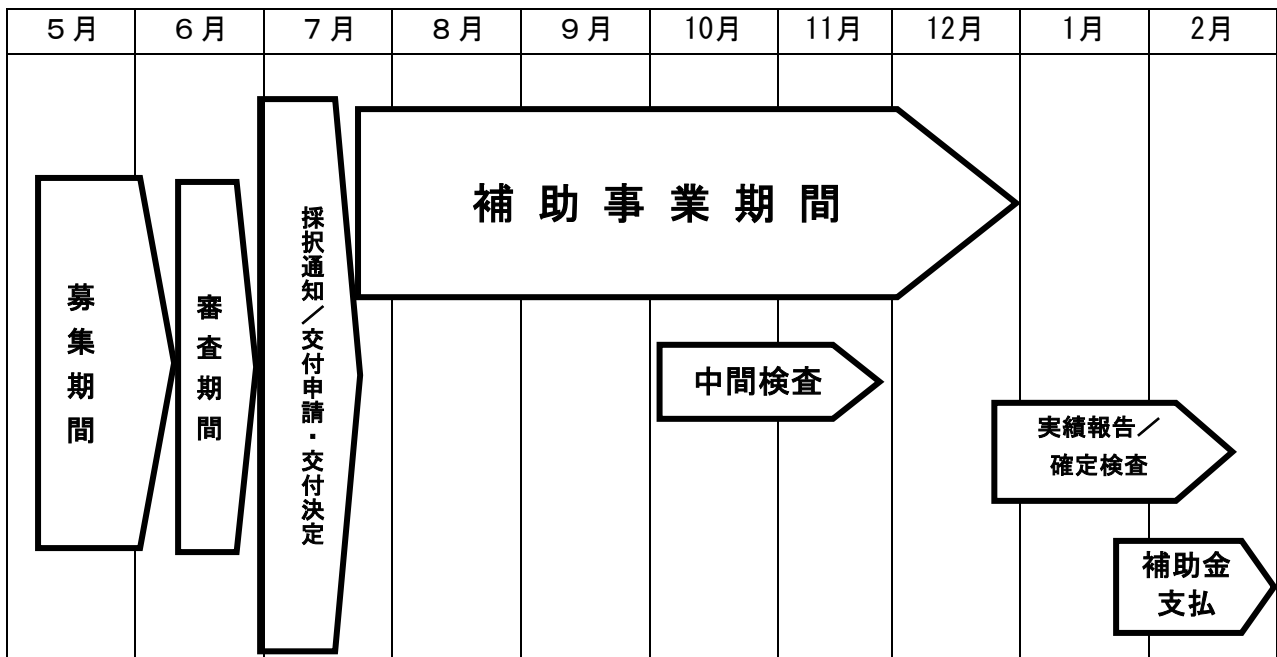 ５月 ６月 ７月 ８月 ９月 10月 11月 12月 1月 2月
募集期間
審査期間
採択通知／交付申請・交付決定
補助事業期間
中間検査
実績報告／
確定検査
補助金
支払